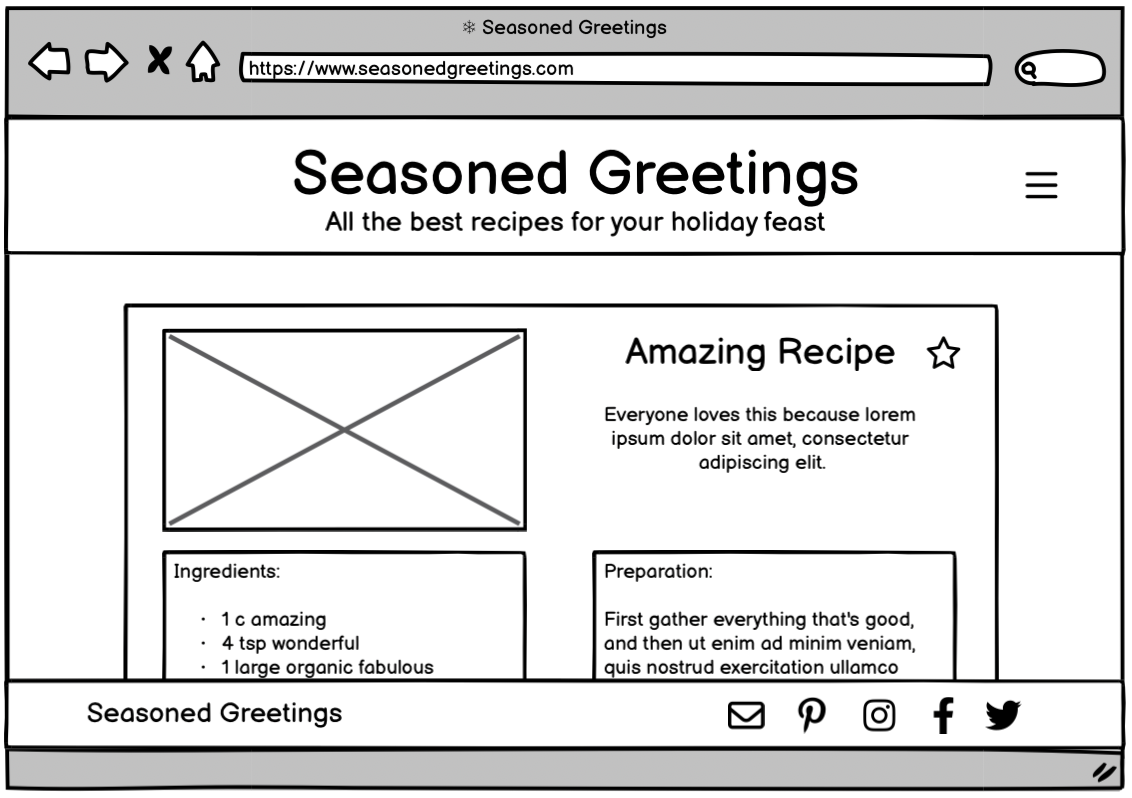 ❄ Seasoned Greetings
https://www.seasonedgreetings.com
Seasoned Greetings
All the best recipes for your holiday feast
Amazing Recipe
Everyone loves this because lorem
ipsum dolor sit amet, consectetur
adipiscing elit.
Ingredients:
· 1 c amazing
· 4 tsp wonderful
· 1 large organic fabulous
Preparation:
First gather everything that's good,
and then ut enim ad minim veniam,
quis nostrud exercitation ullamco
Seasoned Greetings